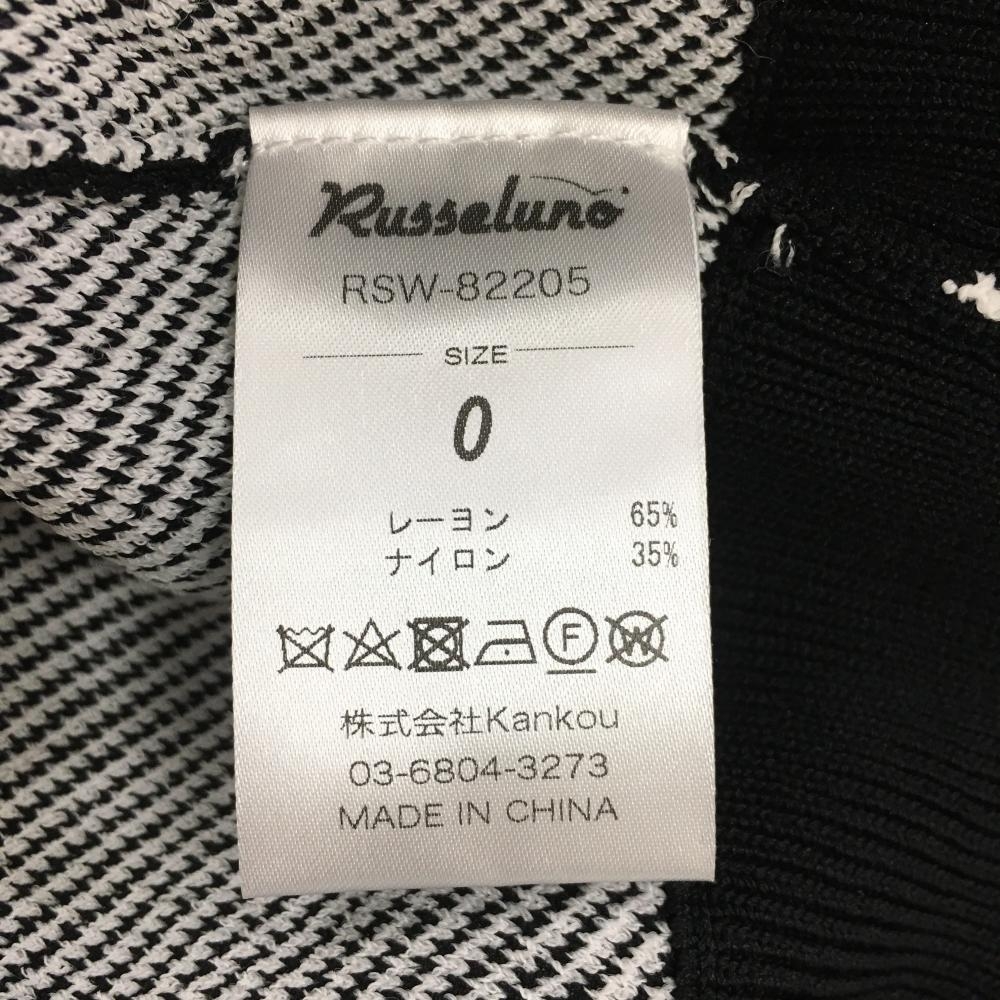 Russeluno
RSW-82205
SIZE
0
レーヨン 65%
ナイロン 35%
F W
株式会社Kankou
03-6804-3273
MADE IN CHINA